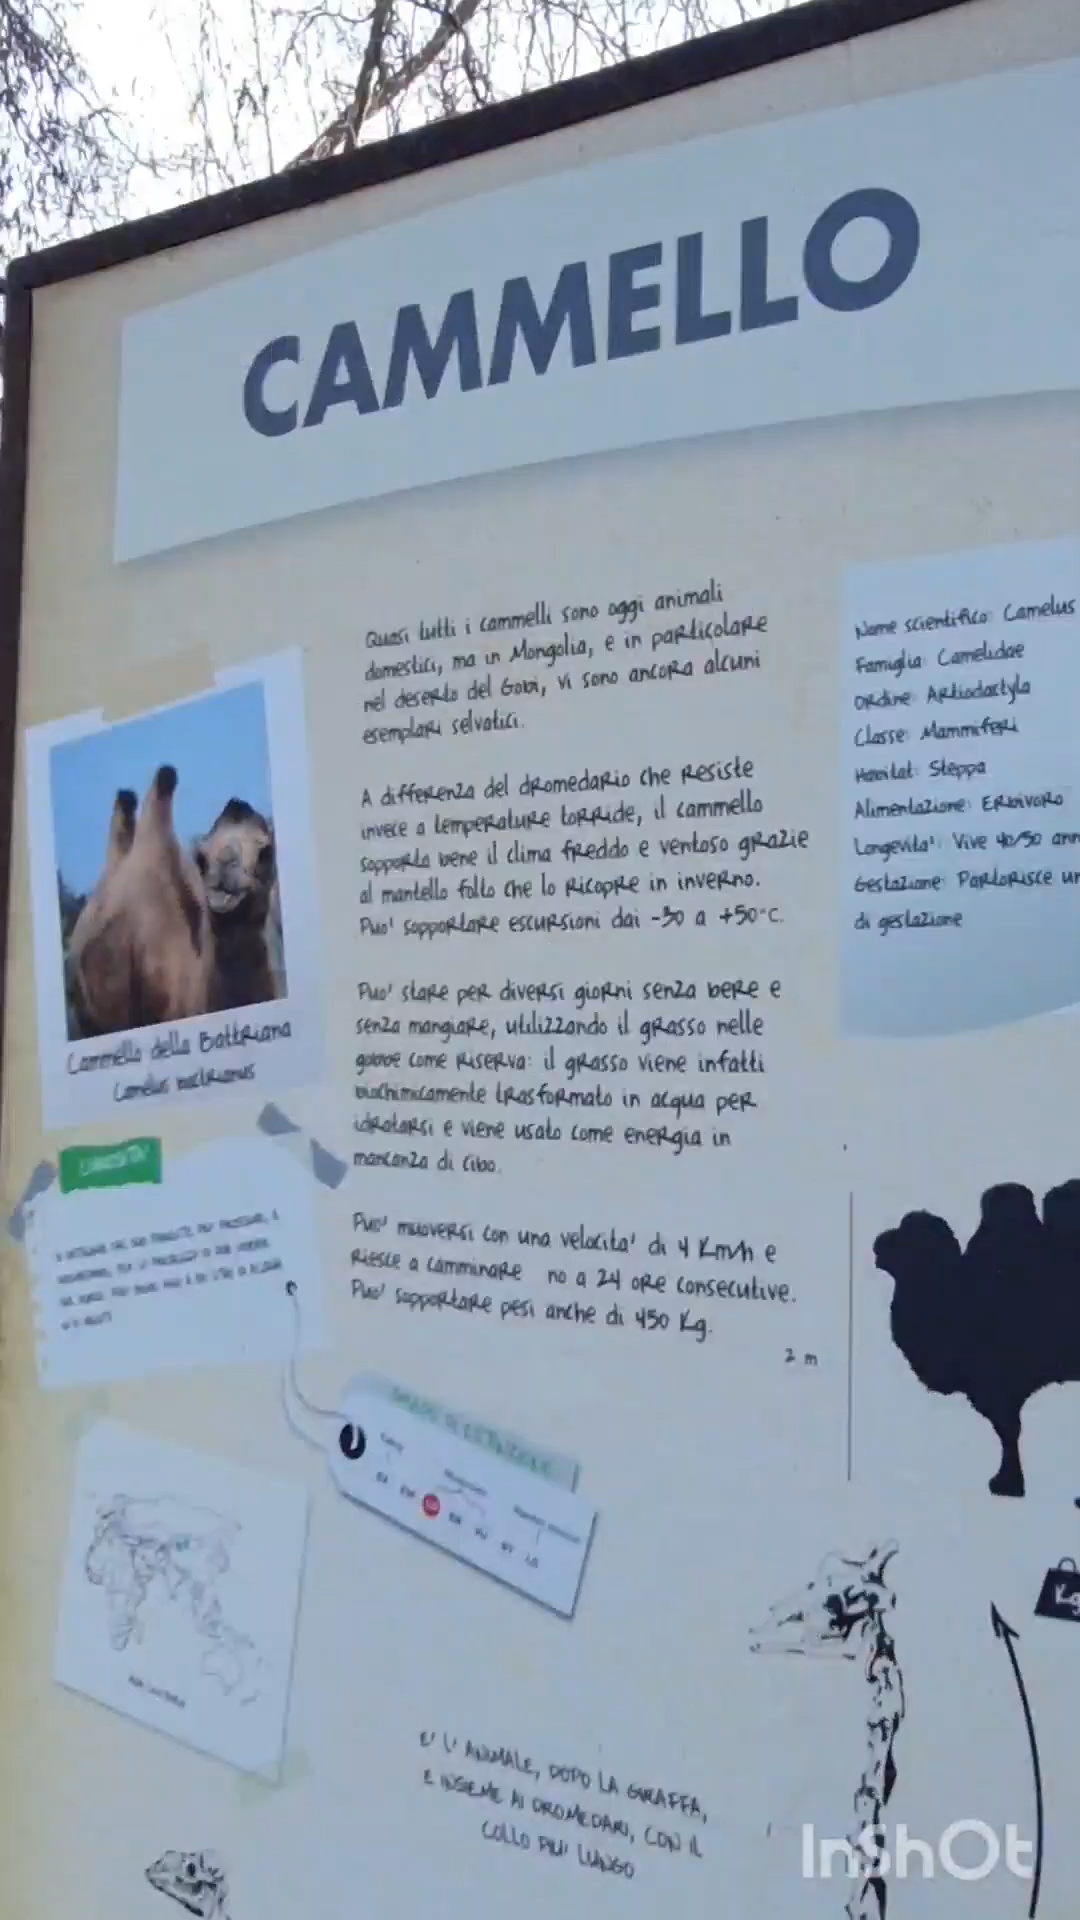 CAMMELLO
Quasi tutti i cammelli sono oggi animali
domestici, ma in Mongolia, e in particolare
nel deserto del Gobi, vi sono ancora alcuni
esemplari selvatici.
A differenza del dromedario che resiste
invece a temperature torride, il cammello
sopporta bene il clima freddo e ventoso grazie
al mantello folto che lo ricopre in inverno.
Puo' sopportare escursioni dai -30 a +50°C.
Puo' stare per diversi giorni senza bere e
senza mangiare, utilizzando il grasso nelle
gobbe come riserva: il grasso viene infatti
biochimicamente trasformato in acqua per
idratarsi e viene usato come energia in
mancanza di cibo.
Puo' muoversi con una velocita' di 4 Km/h e
riesce a camminare no a 24 ore consecutive.
Puo' sopportare pesi anche di 450 Kg.
Nome scientifico: Camelus
Famiglia: Camelidae
Ordine: Artiodactyla
Classe: Mammiferi
Habitat: Steppa
Alimentazione: Erbivoro
Longevita': Vive 40/50 ann
Gestazione: Partorisce un
di gestazione
Cammello della Battriana
Camelus bactrianus
CURIOSITA'
2 m
Kg
E' L' ANIMALE, DOPO LA GIRAFFA,
E INSIEME AI DROMEDARI, CON IL
COLLO PIU' LUNGO
InShOt